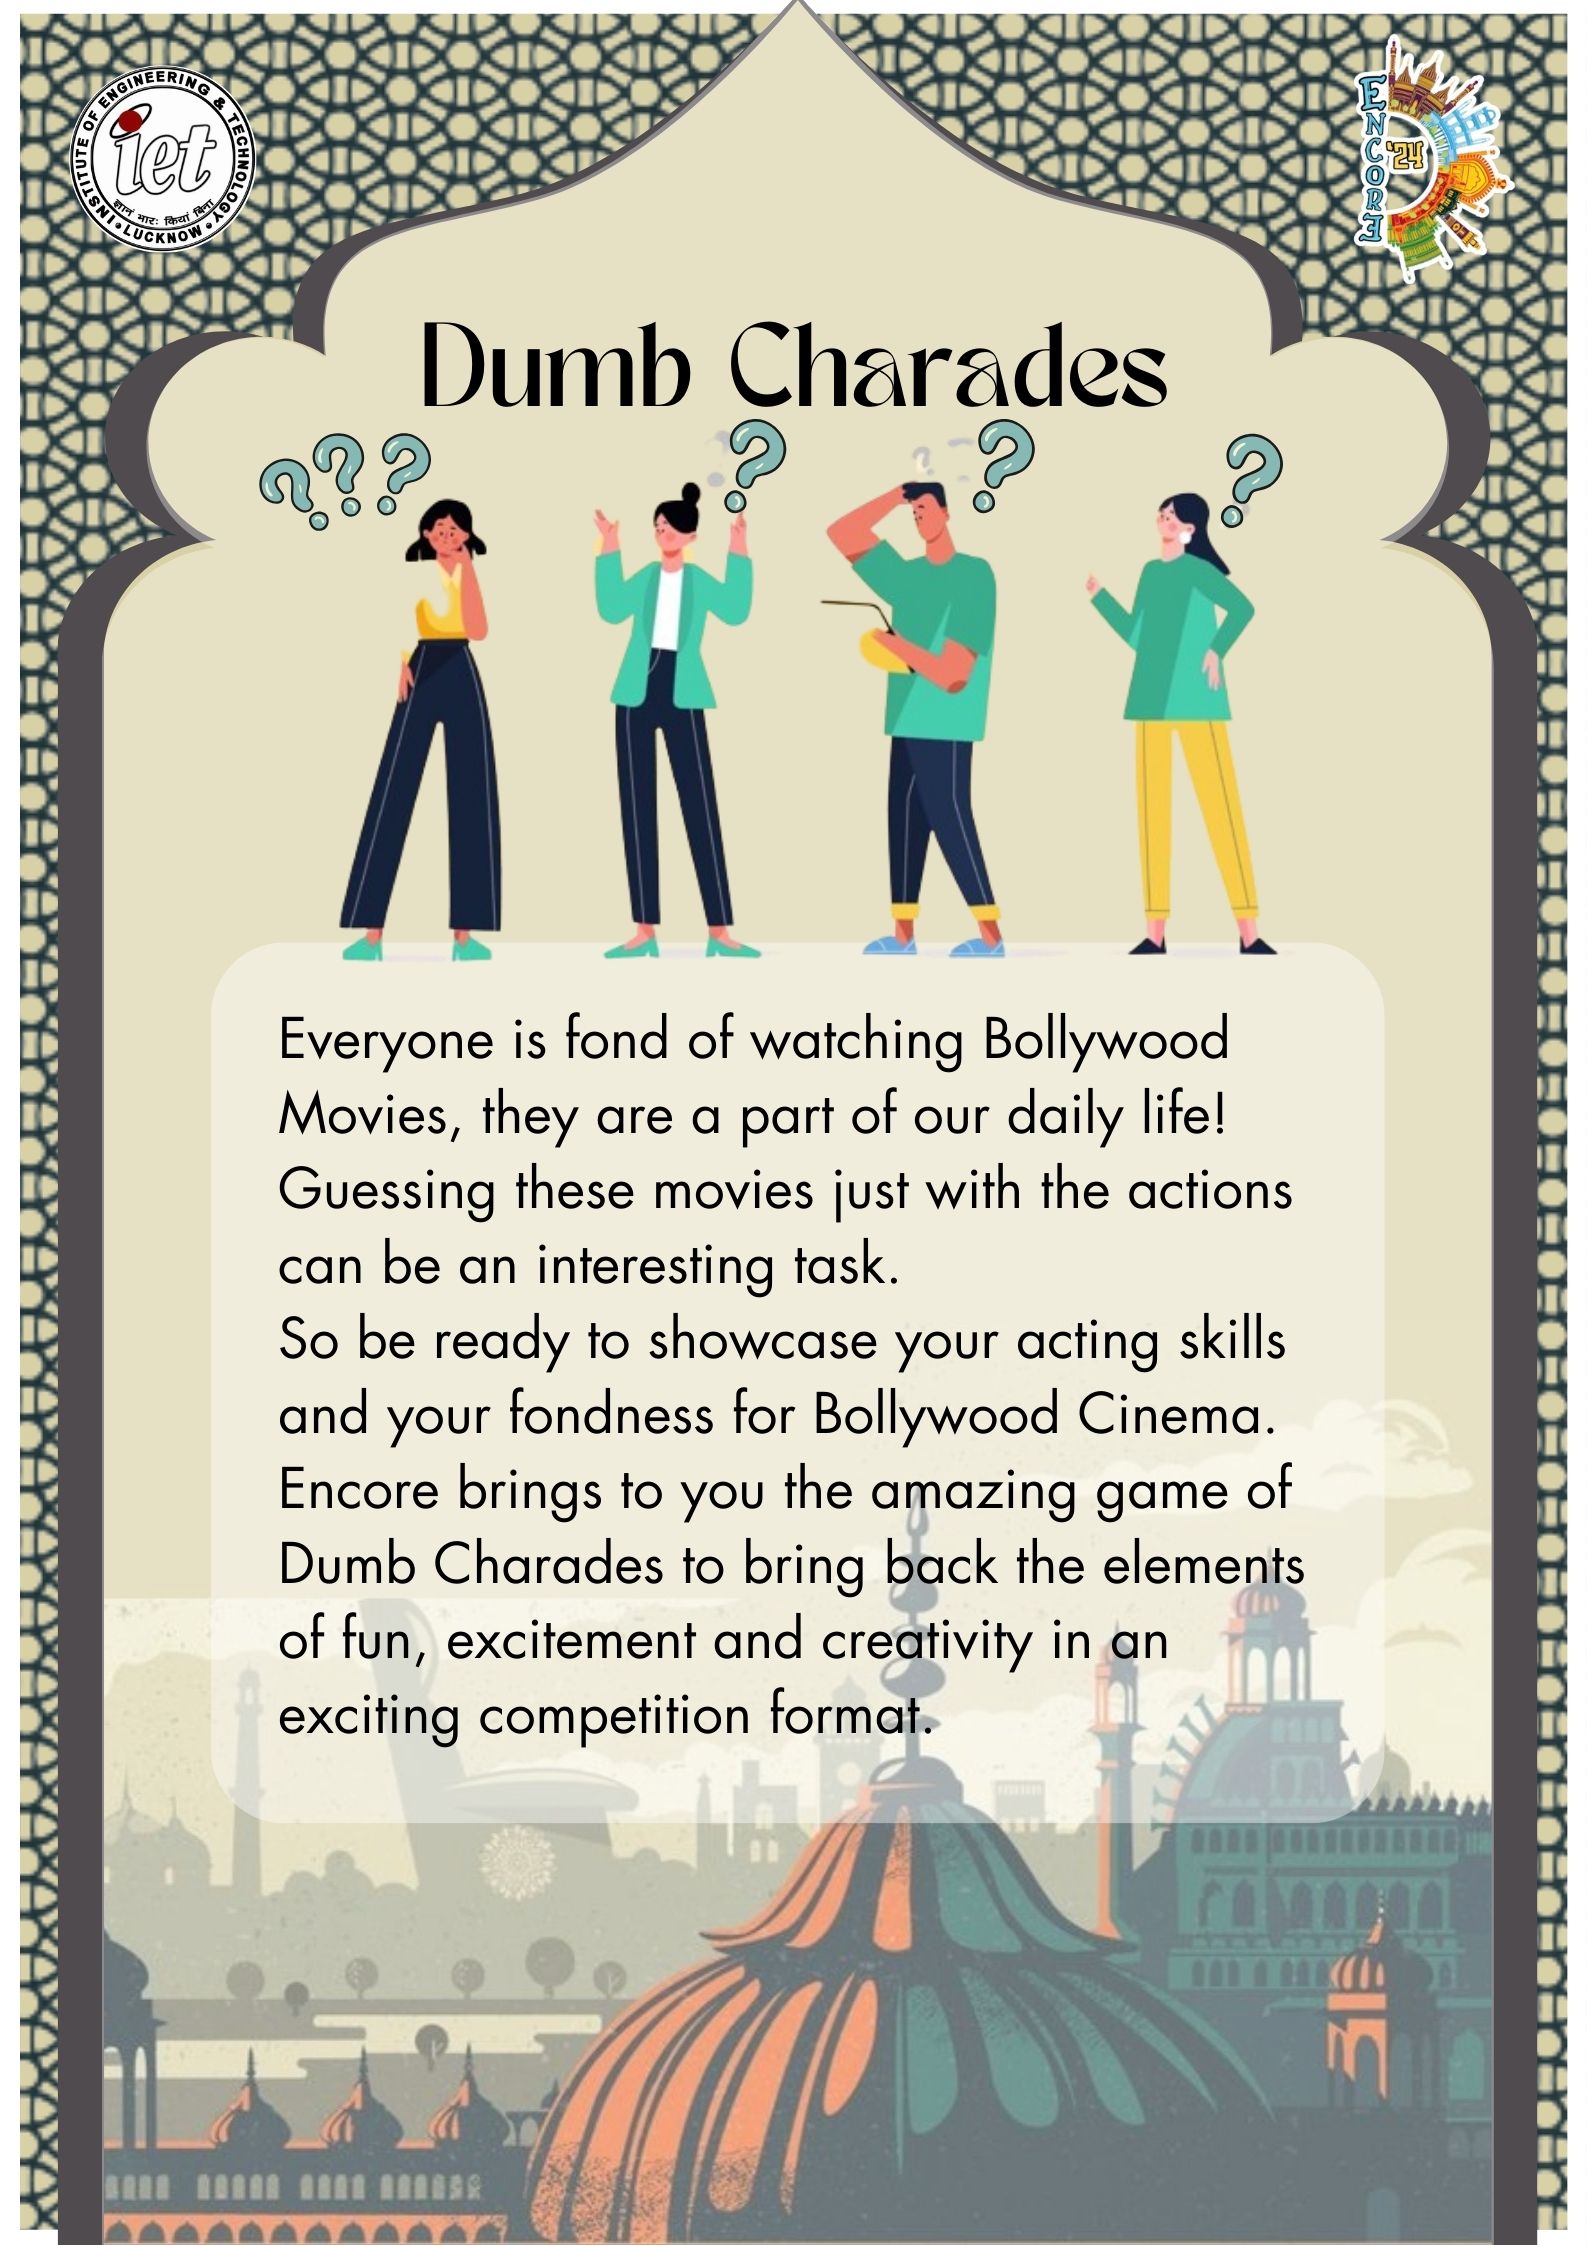 INSTITUTE OF ENGINEERING & TECHNOLOGY
iet
LUCKNOW
ENCORE
'24
Dumb Charades
Everyone is fond of watching Bollywood
Movies, they are a part of our daily life!
Guessing these movies just with the actions
can be an interesting task.
So be ready to showcase your acting skills
and your fondness for Bollywood Cinema.
Encore brings to you the amazing game of
Dumb Charades to bring back the elements
of fun, excitement and creativity in an
exciting competition format.